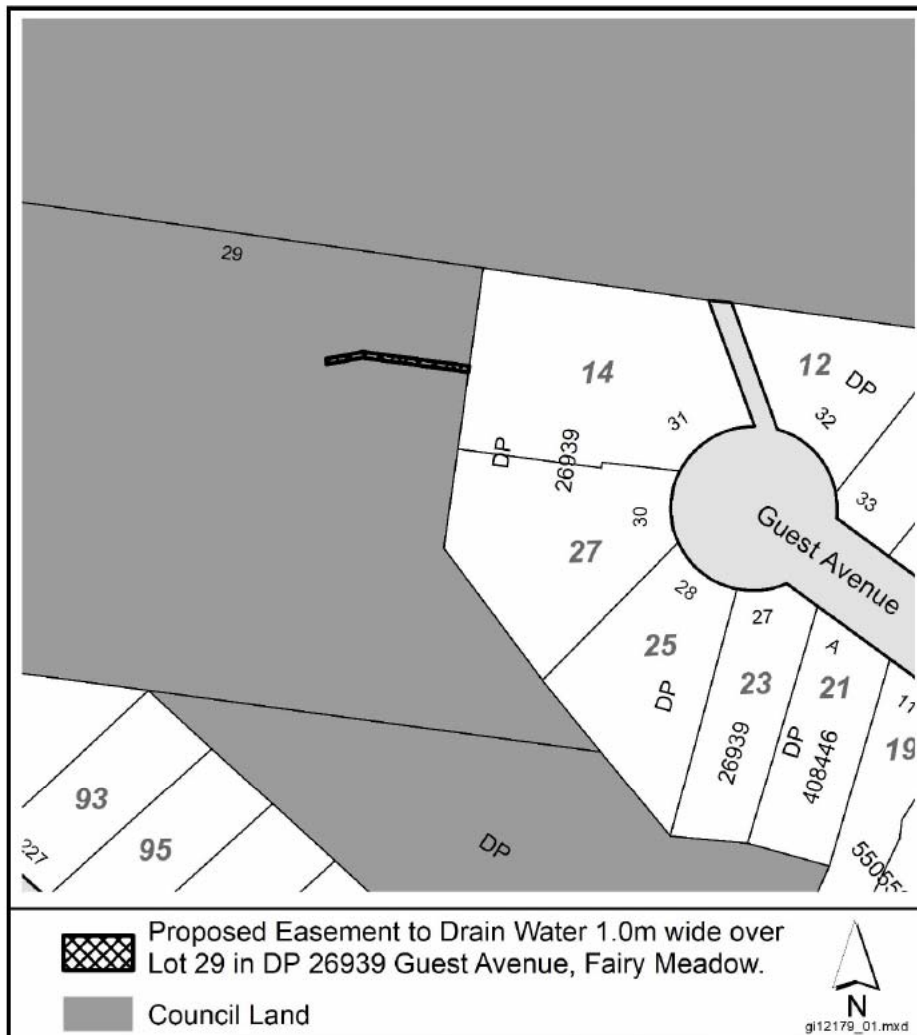 29
14
12
DP
31
32
DP
26939
33
30
Guest Avenue
27
28
27
A
25
23
21
11
DP
26939
DP
408446
19
93
95
DP
227
Proposed Easement to Drain Water 1.0m wide over
Lot 29 in DP 26939 Guest Avenue, Fairy Meadow.
Council Land
N
gi12179_01.mxd